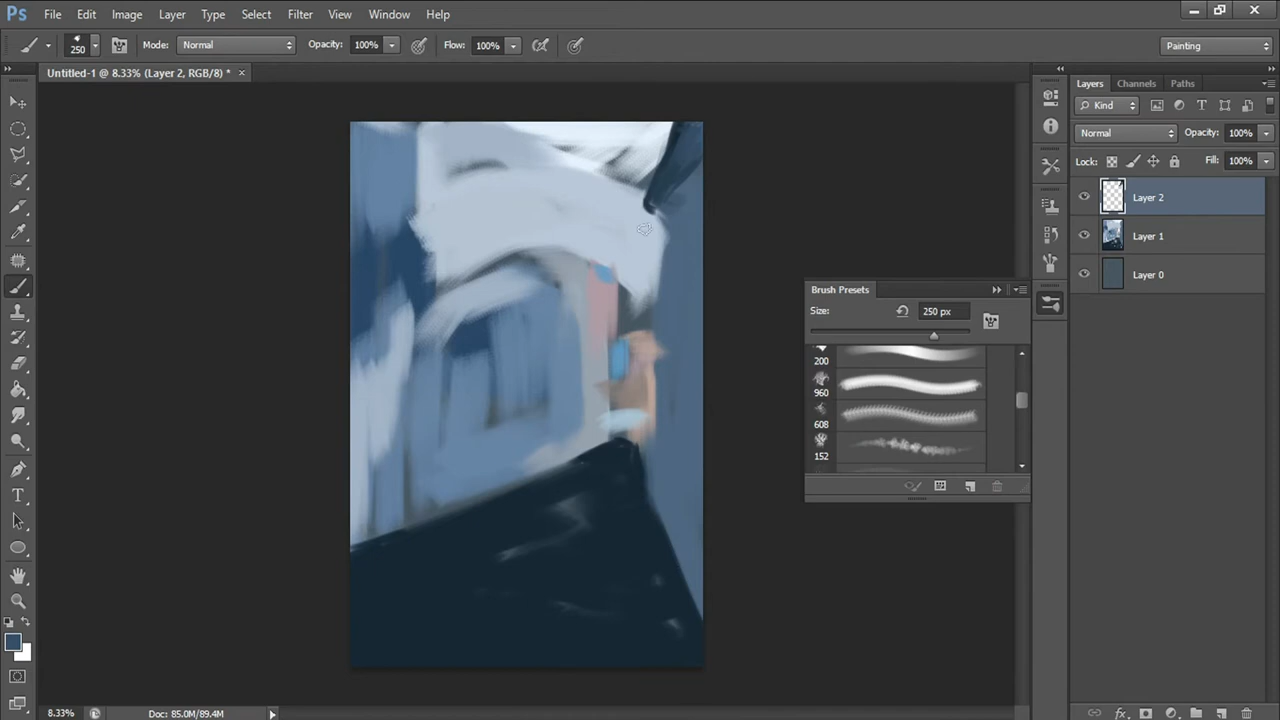 Ps File Edit Image Layer Type Select Filter View Window Help
250 Mode: Normal Opacity: 100% Flow: 100% Painting
Untitled-1 @ 8.33% (Layer 2, RGB/8) * ×
Layers Channels Paths
Kind
Normal Opacity: 100%
Lock: Fill: 100%
Layer 2
Layer 1
Layer 0
Brush Presets
Size: 250 px
200
960
608
152
T
8.33% Doc: 85.0M/89.4M
fx